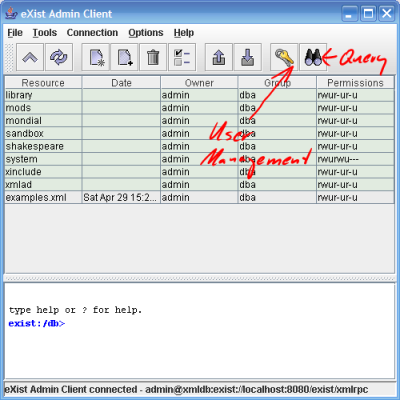 eXist Admin Client
File Tools Connection Options Help
Query
Resource Date Owner Group Permissions
library admin dba rwur-ur-u
mods admin dba rwur-ur-u
mondial admin dba rwur-ur-u
sandbox admin dba rwur-ur-u
shakespeare admin dba rwur-ur-u
system admin dba rwurwu---
xinclude admin dba rwur-ur-u
xmlad admin dba rwur-ur-u
examples.xml Sat Apr 29 15:2... admin dba rwur-ur-u
User
Management
type help or ? for help.
exist:/db>
eXist Admin Client connected - admin@xmldb:exist://localhost:8080/exist/xmlrpc